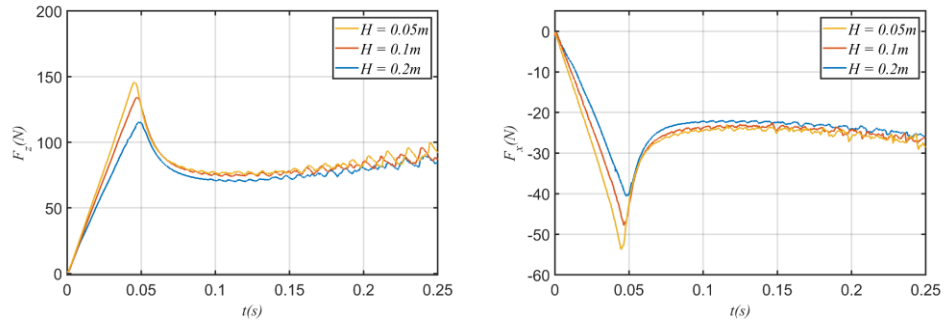 200
150
100
50
0
F_z(N)
H = 0.05m
H = 0.1m
H = 0.2m
0 0.05 0.1 0.15 0.2 0.25
t(s)
0
-10
-20
-30
-40
-50
-60
F_x(N)
H = 0.05m
H = 0.1m
H = 0.2m
0 0.05 0.1 0.15 0.2 0.25
t(s)